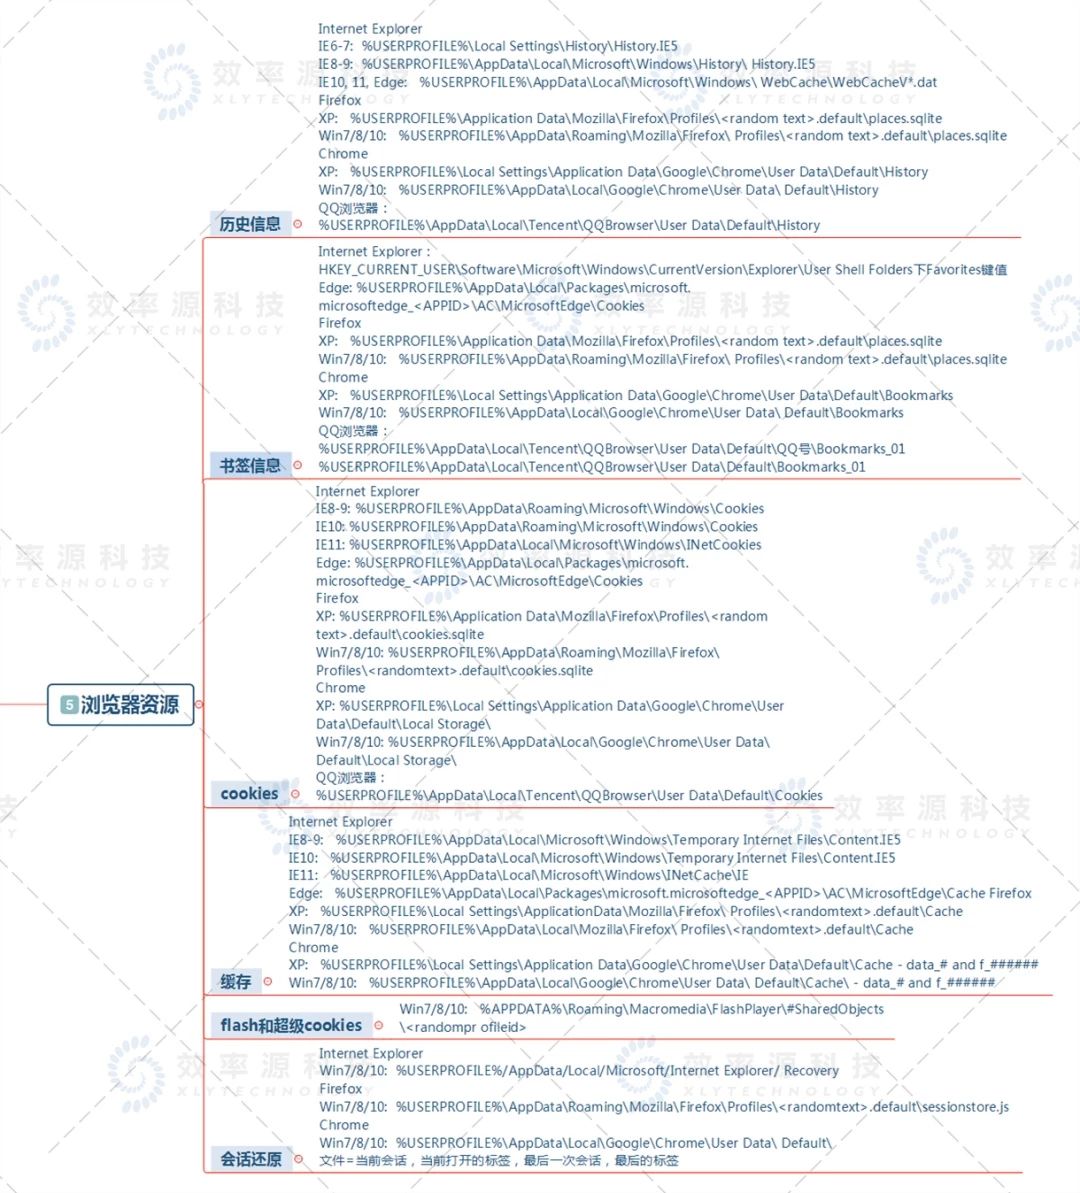 Internet Explorer
IE6-7: %USERPROFILE%\Local Settings\History\History.IE5
IE8-9: %USERPROFILE%\AppData\Local\Microsoft\Windows\History\ History.IE5
IE10, 11, Edge: %USERPROFILE%\AppData\Local\Microsoft\Windows\ WebCache\WebCacheV*.dat
Firefox
XP: %USERPROFILE%\Application Data\Mozilla\Firefox\Profiles\<random text>.default\places.sqlite
Win7/8/10: %USERPROFILE%\AppData\Roaming\Mozilla\Firefox\ Profiles\<random text>.default\places.sqlite
Chrome
XP: %USERPROFILE%\Local Settings\Application Data\Google\Chrome\User Data\Default\History
Win7/8/10: %USERPROFILE%\AppData\Local\Google\Chrome\User Data\ Default\History
QQ浏览器：
历史信息 %USERPROFILE%\AppData\Local\Tencent\QQBrowser\User Data\Default\History
Internet Explorer：
HKEY_CURRENT_USER\Software\Microsoft\Windows\CurrentVersion\Explorer\User Shell Folders下Favorites键值
Edge: %USERPROFILE%\AppData\Local\Packages\microsoft.
microsoftedge_<APPID>\AC\MicrosoftEdge\Cookies
Firefox
XP: %USERPROFILE%\Application Data\Mozilla\Firefox\Profiles\<random text>.default\places.sqlite
Win7/8/10: %USERPROFILE%\AppData\Roaming\Mozilla\Firefox\ Profiles\<random text>.default\places.sqlite
Chrome
XP: %USERPROFILE%\Local Settings\Application Data\Google\Chrome\User Data\Default\Bookmarks
Win7/8/10: %USERPROFILE%\AppData\Local\Google\Chrome\User Data\ Default\Bookmarks
QQ浏览器：
%USERPROFILE%\AppData\Local\Tencent\QQBrowser\User Data\Default\QQ号\Bookmarks_01
书签信息 %USERPROFILE%\AppData\Local\Tencent\QQBrowser\User Data\Default\Bookmarks_01
Internet Explorer
IE8-9: %USERPROFILE%\AppData\Roaming\Microsoft\Windows\Cookies
IE10: %USERPROFILE%\AppData\Roaming\Microsoft\Windows\Cookies
IE11: %USERPROFILE%\AppData\Local\Microsoft\Windows\INetCookies
Edge: %USERPROFILE%\AppData\Local\Packages\microsoft.
microsoftedge_<APPID>\AC\MicrosoftEdge\Cookies
Firefox
XP: %USERPROFILE%\Application Data\Mozilla\Firefox\Profiles\<random
text>.default\cookies.sqlite
Win7/8/10: %USERPROFILE%\AppData\Roaming\Mozilla\Firefox\
Profiles\<randomtext>.default\cookies.sqlite
Chrome
5 浏览器资源
XP: %USERPROFILE%\Local Settings\Application Data\Google\Chrome\User
Data\Default\Local Storage\
Win7/8/10: %USERPROFILE%\AppData\Local\Google\Chrome\User Data\
Default\Local Storage\
QQ浏览器：
cookies %USERPROFILE%\AppData\Local\Tencent\QQBrowser\User Data\Default\Cookies
Internet Explorer
IE8-9: %USERPROFILE%\AppData\Local\Microsoft\Windows\Temporary Internet Files\Content.IE5
IE10: %USERPROFILE%\AppData\Local\Microsoft\Windows\Temporary Internet Files\Content.IE5
IE11: %USERPROFILE%\AppData\Local\Microsoft\Windows\INetCache\IE
Edge: %USERPROFILE%\AppData\Local\Packages\microsoft.microsoftedge_<APPID>\AC\MicrosoftEdge\Cache Firefox
XP: %USERPROFILE%\Local Settings\ApplicationData\Mozilla\Firefox\ Profiles\<randomtext>.default\Cache
Win7/8/10: %USERPROFILE%\AppData\Local\Mozilla\Firefox\ Profiles\<randomtext>.default\Cache
Chrome
XP: %USERPROFILE%\Local Settings\Application Data\Google\Chrome\User Data\Default\Cache - data_# and f_######
缓存 Win7/8/10: %USERPROFILE%\AppData\Local\Google\Chrome\User Data\ Default\Cache\ - data_# and f_######
Win7/8/10: %APPDATA%\Roaming\Macromedia\FlashPlayer\#SharedObjects
flash和超级cookies \<randompr ofileid>
Internet Explorer
Win7/8/10: %USERPROFILE%/AppData/Local/Microsoft/Internet Explorer/ Recovery
Firefox
Win7/8/10: %USERPROFILE%\AppData\Roaming\Mozilla\Firefox\Profiles\<randomtext>.default\sessionstore.js
Chrome
Win7/8/10: %USERPROFILE%\AppData\Local\Google\Chrome\User Data\ Default\
会话还原 文件=当前会话，当前打开的标签，最后一次会话，最后的标签
效率源科技
XLYTECHNOLOGY